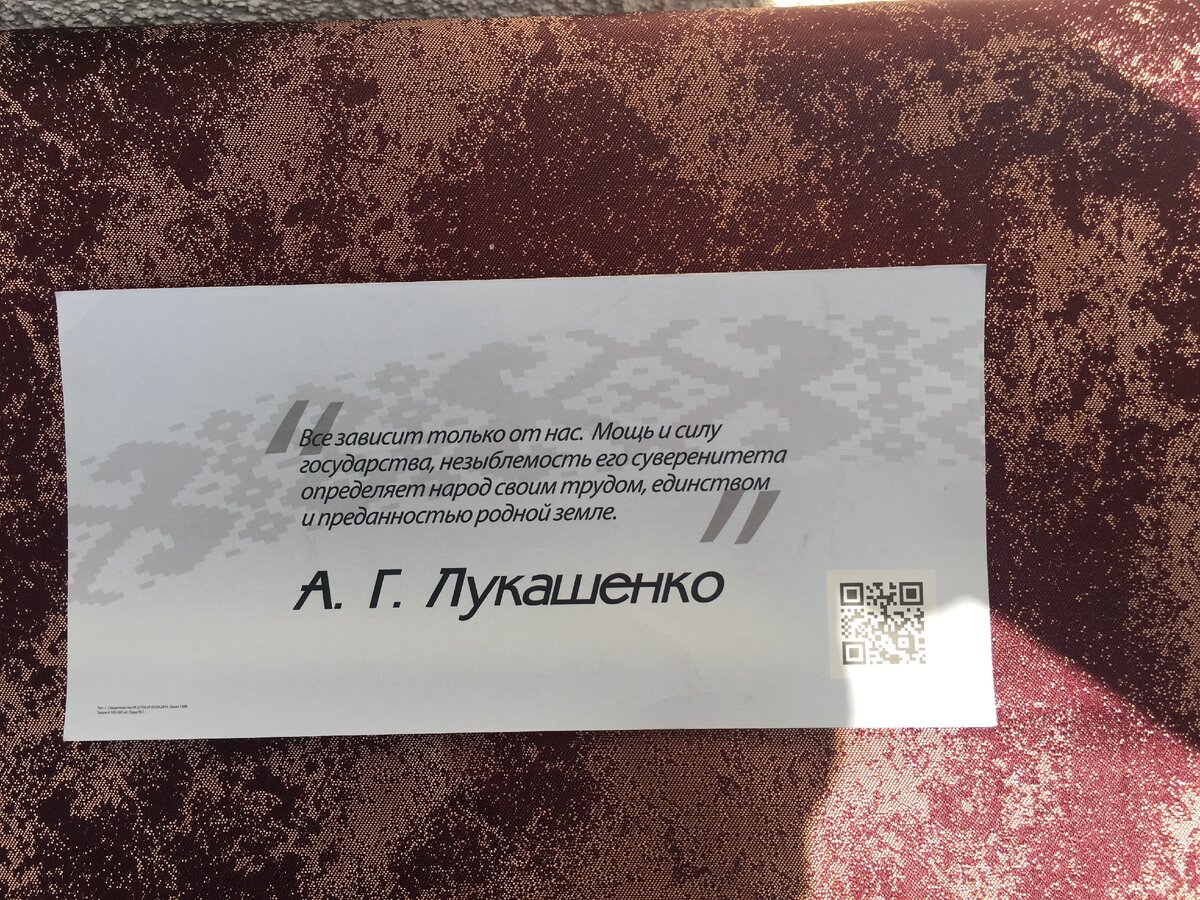 Все зависит только от нас. Мощь и силу
государства, незыблемость его суверенитета
определяет народ своим трудом, единством
и преданностью родной земле.
А. Г. Лукашенко